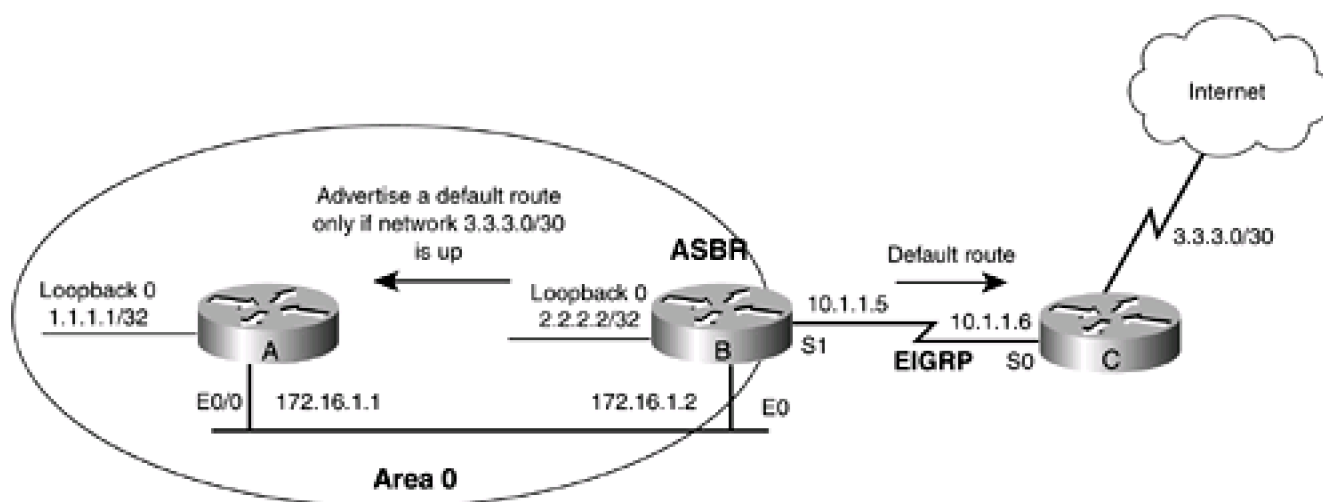 Internet
Advertise a default route
only if network 3.3.3.0/30
is up
ASBR
Default route
3.3.3.0/30
Loopback 0
1.1.1.1/32
Loopback 0
2.2.2.2/32
10.1.1.5
10.1.1.6
A
B
S1
EIGRP
S0
C
E0/0
172.16.1.1
172.16.1.2
E0
Area 0